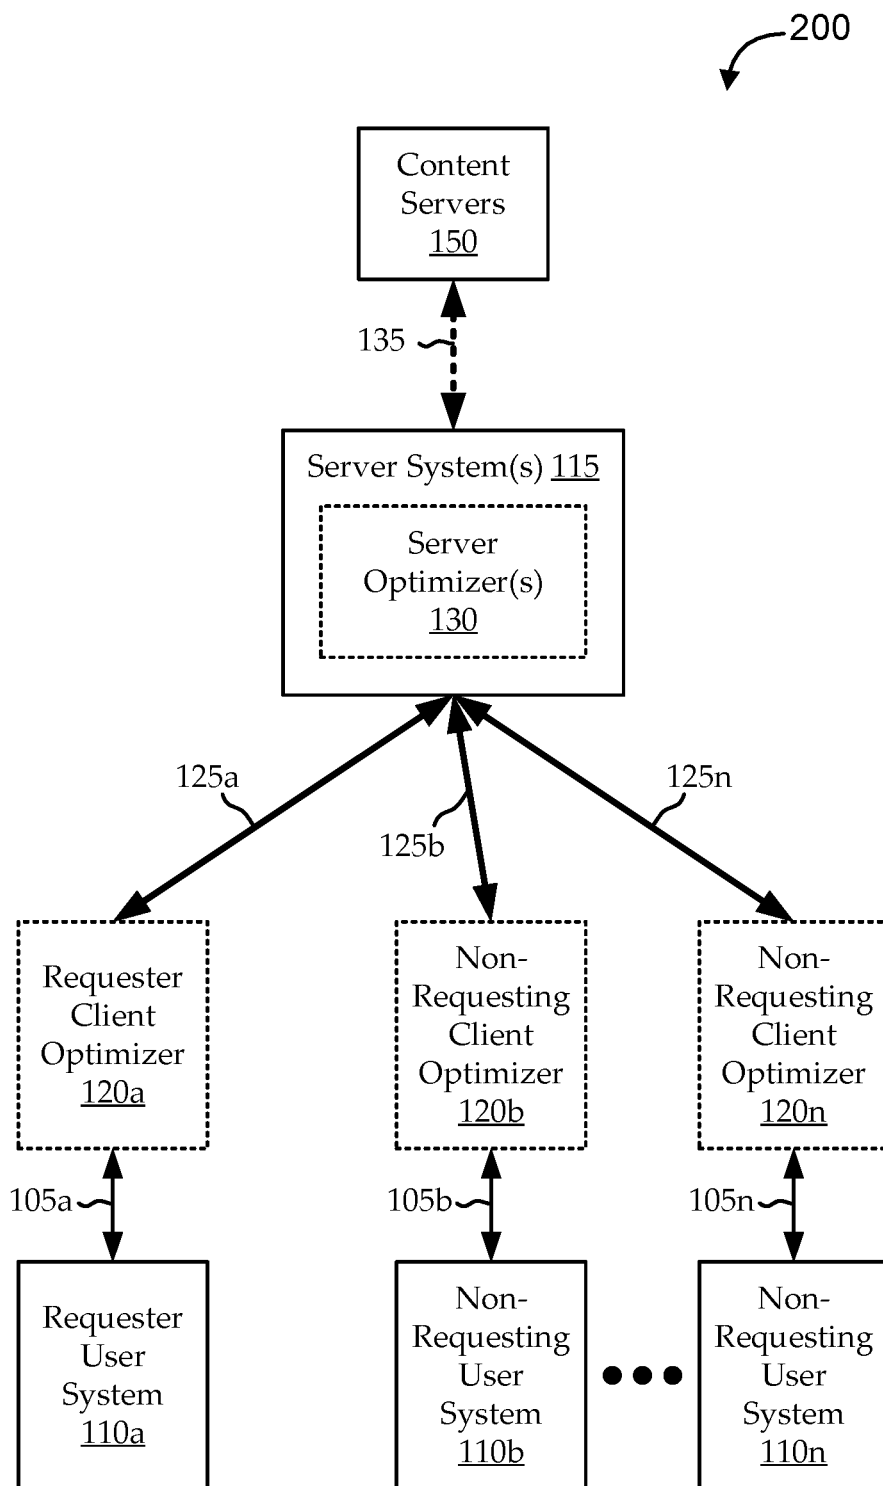 200
Content
Servers
150
135
Server System(s) 115
Server
Optimizer(s)
130
125a
125b
125n
Requester
Client
Optimizer
120a
Non-
Requesting
Client
Optimizer
120b
Non-
Requesting
Client
Optimizer
120n
105a
105b
105n
Requester
User
System
110a
Non-
Requesting
User
System
110b
Non-
Requesting
User
System
110n